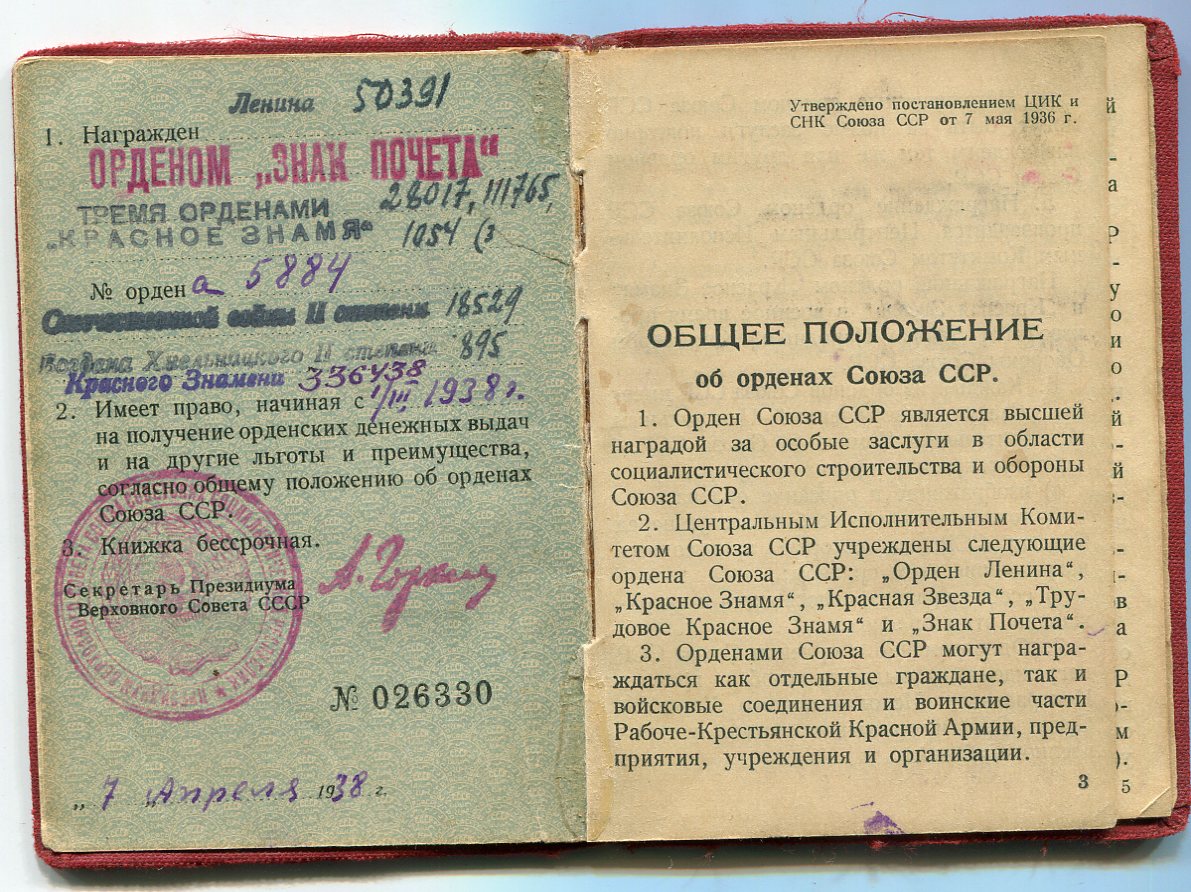 Ленина 50391
1. Награжден
ОРДЕНОМ „ЗНАК ПОЧЕТА“
ТРЕМЯ ОРДЕНАМИ 28017, 111765,
„КРАСНОЕ ЗНАМЯ“ 1054 (3
№ орден а 5884
Отечественной войны II степени 18529
Богдана Хмельницкого II степени 895
Красного Знамени 336438
2. Имеет право, начиная с 1/III 1938 г.
на получение орденских денежных выдач
и на другие льготы и преимущества,
согласно общему положению об орденах
Союза ССР.
3. Книжка бессрочная.
Секретарь Президиума
Верховного Совета СССР
А. Горкин
№ 026330
„ 7 „ Апреля 1938 г.
Утверждено постановлением ЦИК и
СНК Союза ССР от 7 мая 1936 г.
ОБЩЕЕ ПОЛОЖЕНИЕ
об орденах Союза ССР.
1. Орден Союза ССР является высшей
наградой за особые заслуги в области
социалистического строительства и обороны
Союза ССР.
2. Центральным Исполнительным Коми-
тетом Союза ССР учреждены следующие
ордена Союза ССР: „Орден Ленина“,
„Красное Знамя“, „Красная Звезда“, „Тру-
довое Красное Знамя“ и „Знак Почета“.
3. Орденами Союза ССР могут награ-
ждаться как отдельные граждане, так и
войсковые соединения и воинские части
Рабоче-Крестьянской Красной Армии, пред-
приятия, учреждения и организации.
3
5